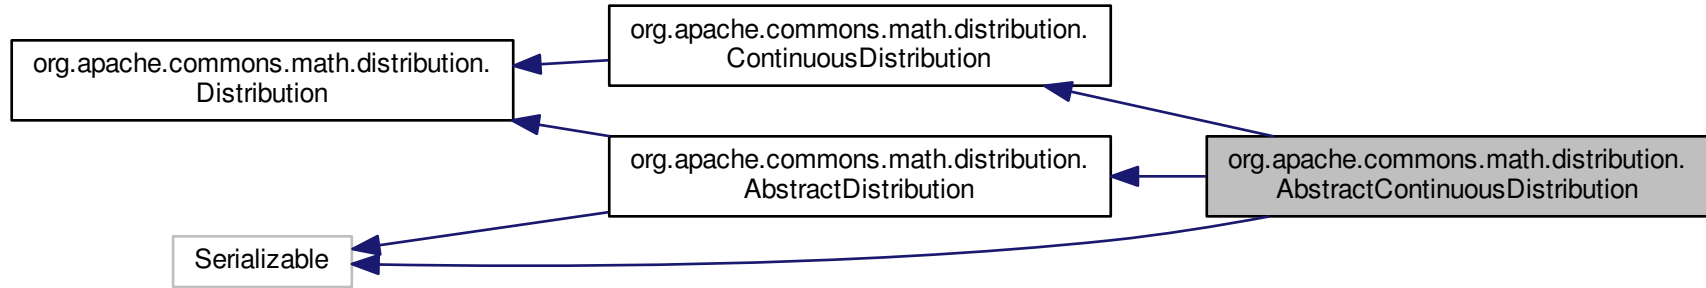 org.apache.commons.math.distribution.
Distribution
org.apache.commons.math.distribution.
ContinuousDistribution
org.apache.commons.math.distribution.
AbstractDistribution
Serializable
org.apache.commons.math.distribution.
AbstractContinuousDistribution